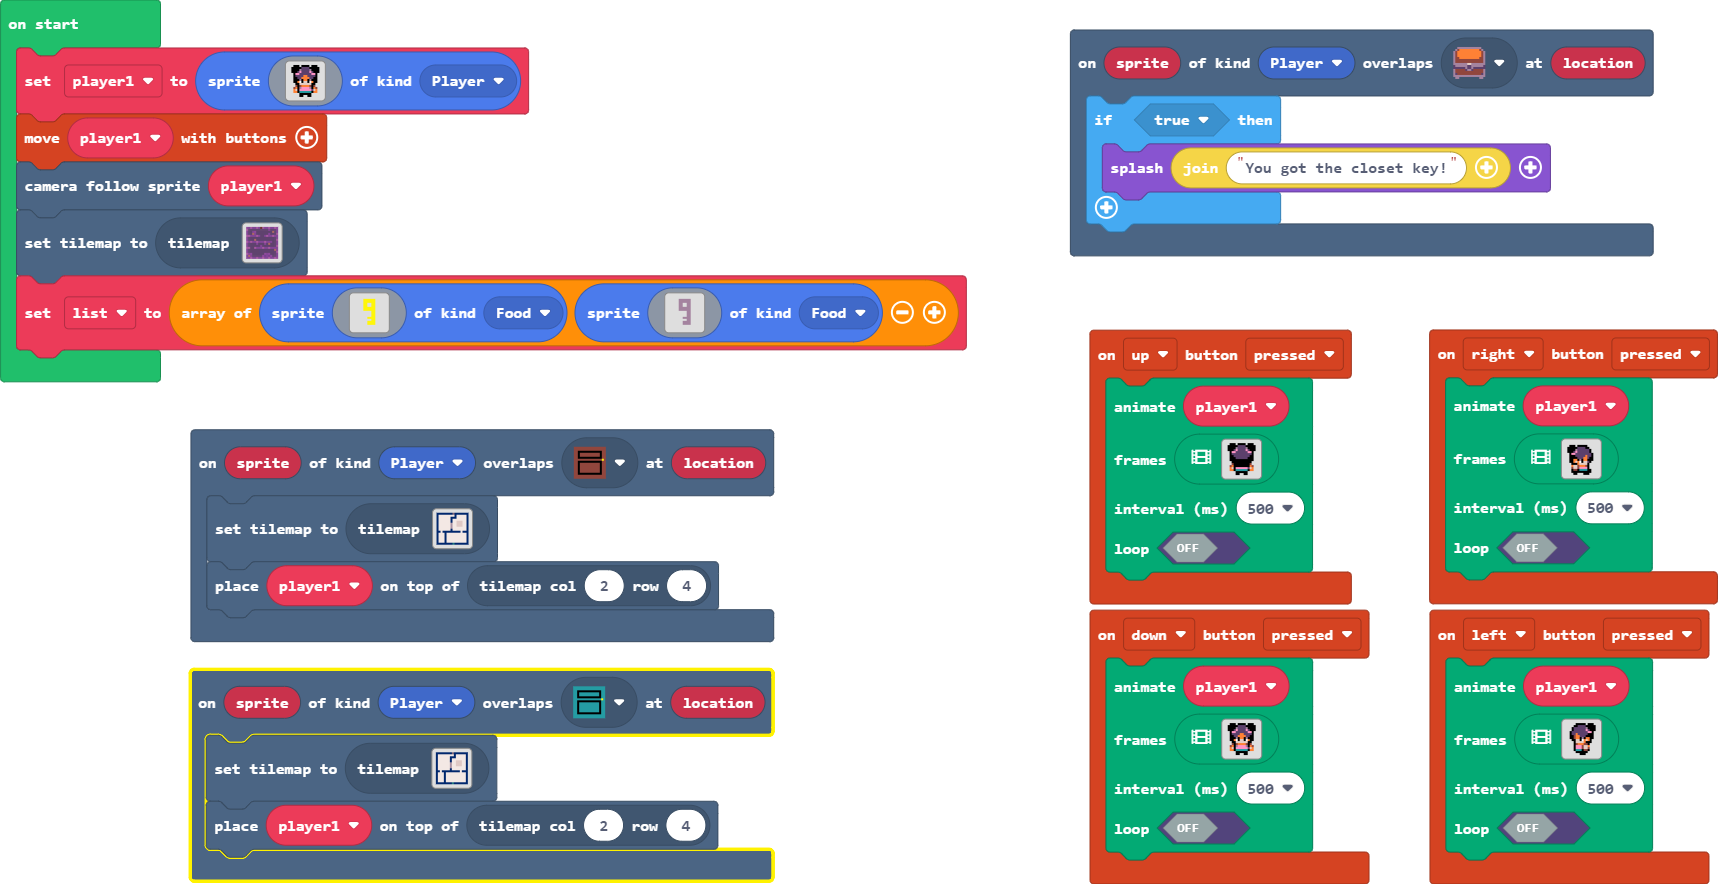 on start
set player1 to sprite of kind Player
move player1 with buttons
camera follow sprite player1
set tilemap to tilemap
set list to array of sprite of kind Food sprite of kind Food
on sprite of kind Player overlaps at location
if true then
splash join "You got the closet key!"
on sprite of kind Player overlaps at location
set tilemap to tilemap
place player1 on top of tilemap col 2 row 4
on sprite of kind Player overlaps at location
set tilemap to tilemap
place player1 on top of tilemap col 2 row 4
on up button pressed
animate player1
frames
interval (ms) 500
loop OFF
on right button pressed
animate player1
frames
interval (ms) 500
loop OFF
on down button pressed
animate player1
frames
interval (ms) 500
loop OFF
on left button pressed
animate player1
frames
interval (ms) 500
loop OFF